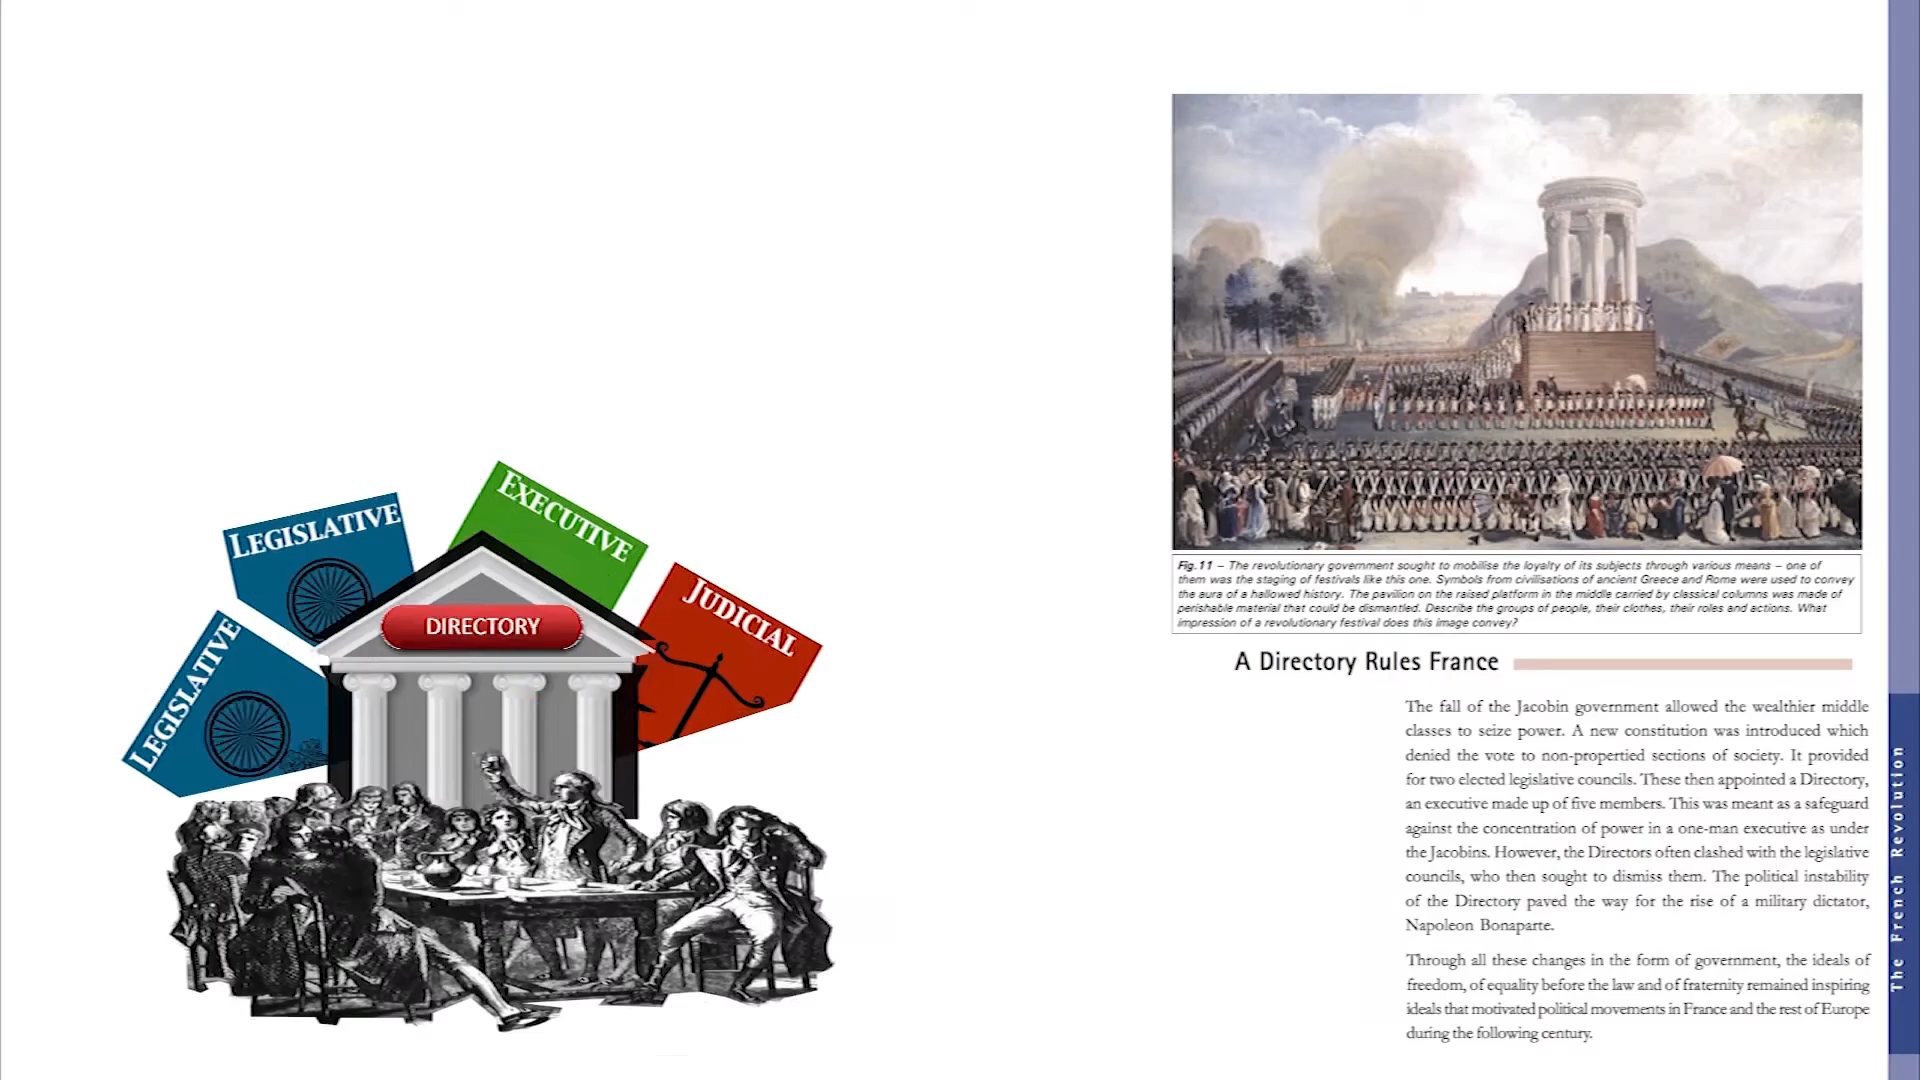 LEGISLATIVE
EXECUTIVE
JUDICIAL
LEGISLATIVE
DIRECTORY
Fig.11 – The revolutionary government sought to mobilise the loyalty of its subjects through various means – one of
them was the staging of festivals like this one. Symbols from civilisations of ancient Greece and Rome were used to convey
the aura of a hallowed history. The pavilion on the raised platform in the middle carried by classical columns was made of
perishable material that could be dismantled. Describe the groups of people, their clothes, their roles and actions. What
impression of a revolutionary festival does this image convey?
A Directory Rules France
The fall of the Jacobin government allowed the wealthier middle
classes to seize power. A new constitution was introduced which
denied the vote to non-propertied sections of society. It provided
for two elected legislative councils. These then appointed a Directory,
an executive made up of five members. This was meant as a safeguard
against the concentration of power in a one-man executive as under
the Jacobins. However, the Directors often clashed with the legislative
councils, who then sought to dismiss them. The political instability
of the Directory paved the way for the rise of a military dictator,
Napoleon Bonaparte.
Through all these changes in the form of government, the ideals of
freedom, of equality before the law and of fraternity remained inspiring
ideals that motivated political movements in France and the rest of Europe
during the following century.
The French Revolution